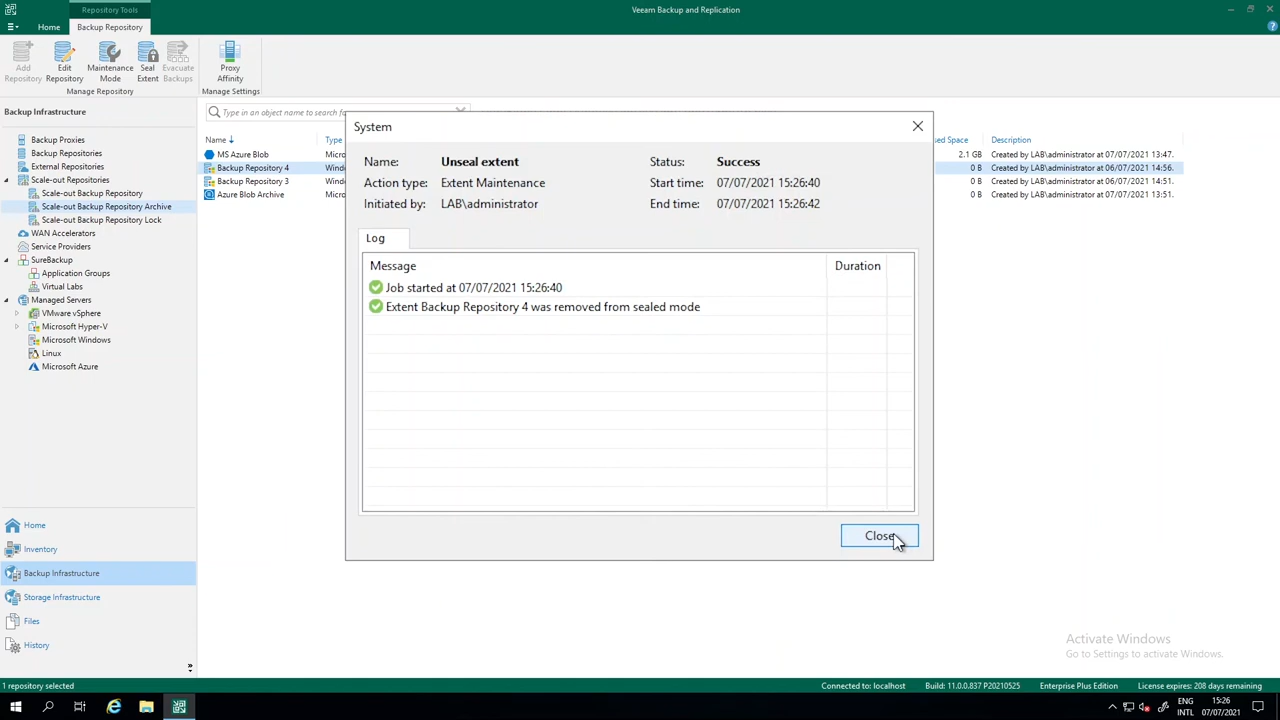 Repository Tools
Veeam Backup and Replication
Home
Backup Repository
Add Repository
Edit Repository
Maintenance Mode
Seal Extent
Evacuate Backups
Proxy Affinity
Manage Repository
Manage Settings
Backup Infrastructure
Backup Proxies
Backup Repositories
External Repositories
Scale-out Repositories
Scale-out Backup Repository
Scale-out Backup Repository Archive
Scale-out Backup Repository Lock
WAN Accelerators
Service Providers
SureBackup
Application Groups
Virtual Labs
Managed Servers
VMware vSphere
Microsoft Hyper-V
Microsoft Windows
Linux
Microsoft Azure
Home
Inventory
Backup Infrastructure
Storage Infrastructure
Files
History
Type in an object name to search fo
Name Type ed Space Description
MS Azure Blob Micro 2.1 GB Created by LAB\administrator at 07/07/2021 13:47.
Backup Repository 4 Windo 0 B Created by LAB\administrator at 06/07/2021 14:56.
Backup Repository 3 Windo 0 B Created by LAB\administrator at 06/07/2021 14:51.
Azure Blob Archive Micro 0 B Created by LAB\administrator at 07/07/2021 13:51.
System
Name: Unseal extent Status: Success
Action type: Extent Maintenance Start time: 07/07/2021 15:26:40
Initiated by: LAB\administrator End time: 07/07/2021 15:26:42
Log
Message Duration
Job started at 07/07/2021 15:26:40
Extent Backup Repository 4 was removed from sealed mode
Close
Activate Windows
Go to Settings to activate Windows.
1 repository selected
Connected to: localhost Build: 11.0.0.837 P20210525 Enterprise Plus Edition License expires: 208 days remaining
ENG 15:26
INTL 07/07/2021